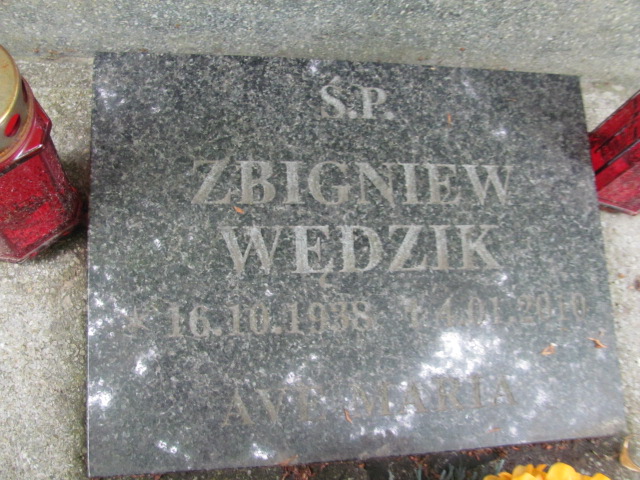 Ś.P.
ZBIGNIEW
WĘDZIK
* 16.10.1938 † 4.01.2010
AVE MARIA